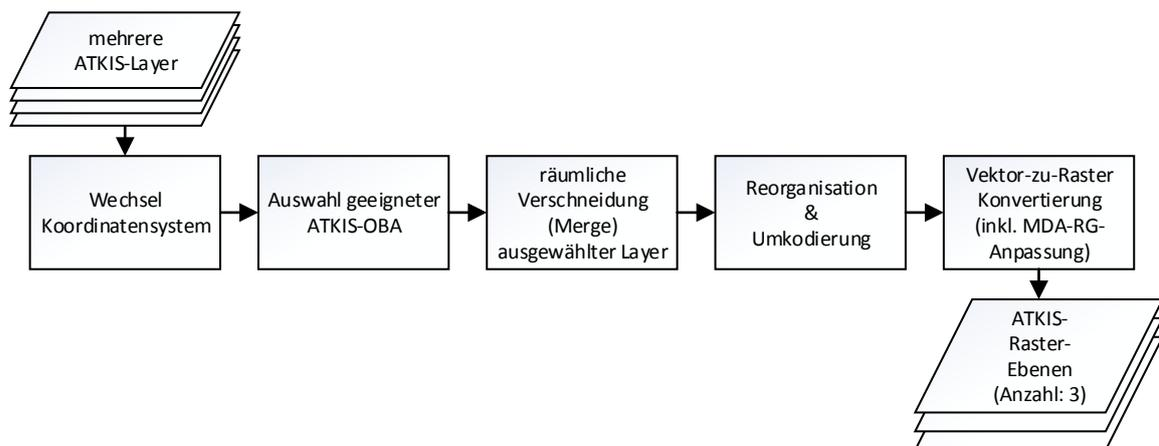 mehrere
ATKIS-Layer
Wechsel
Koordinatensystem
Auswahl geeigneter
ATKIS-OBA
räumliche
Verschneidung
(Merge)
ausgewählter Layer
Reorganisation
&
Umkodierung
Vektor-zu-Raster
Konvertierung
(inkl. MDA-RG-
Anpassung)
ATKIS-
Raster-
Ebenen
(Anzahl: 3)